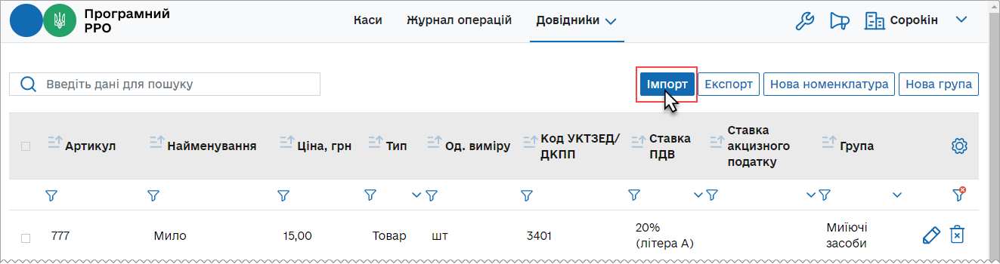 Програмний
РРО
Каси Журнал операцій Довідники Сорокін
Введіть дані для пошуку Імпорт Експорт Нова номенклатура Нова група
Артикул Найменування Ціна, грн Тип Од. виміру Код УКТЗЕД/
ДКПП Ставка
ПДВ Ставка
акцизного
податку Група
777 Мило 15,00 Товар шт 3401 20%
(літера А) Миїючі
засоби